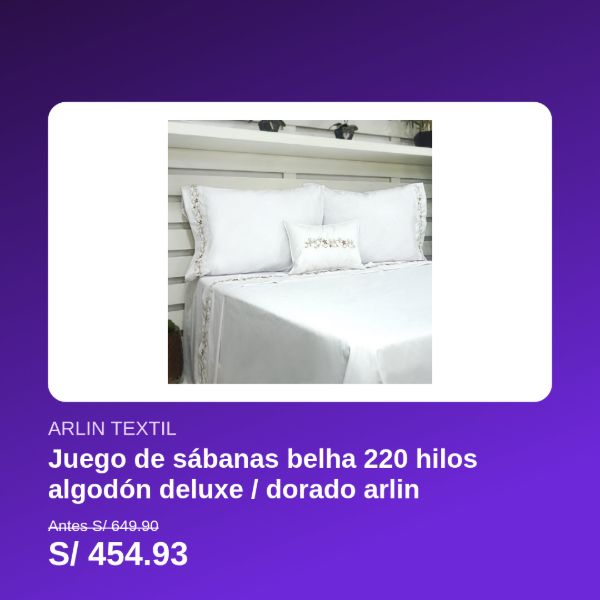 ARLIN TEXTIL
Juego de sábanas belha 220 hilos
algodón deluxe / dorado arlin
Antes S/ 649.90
S/ 454.93